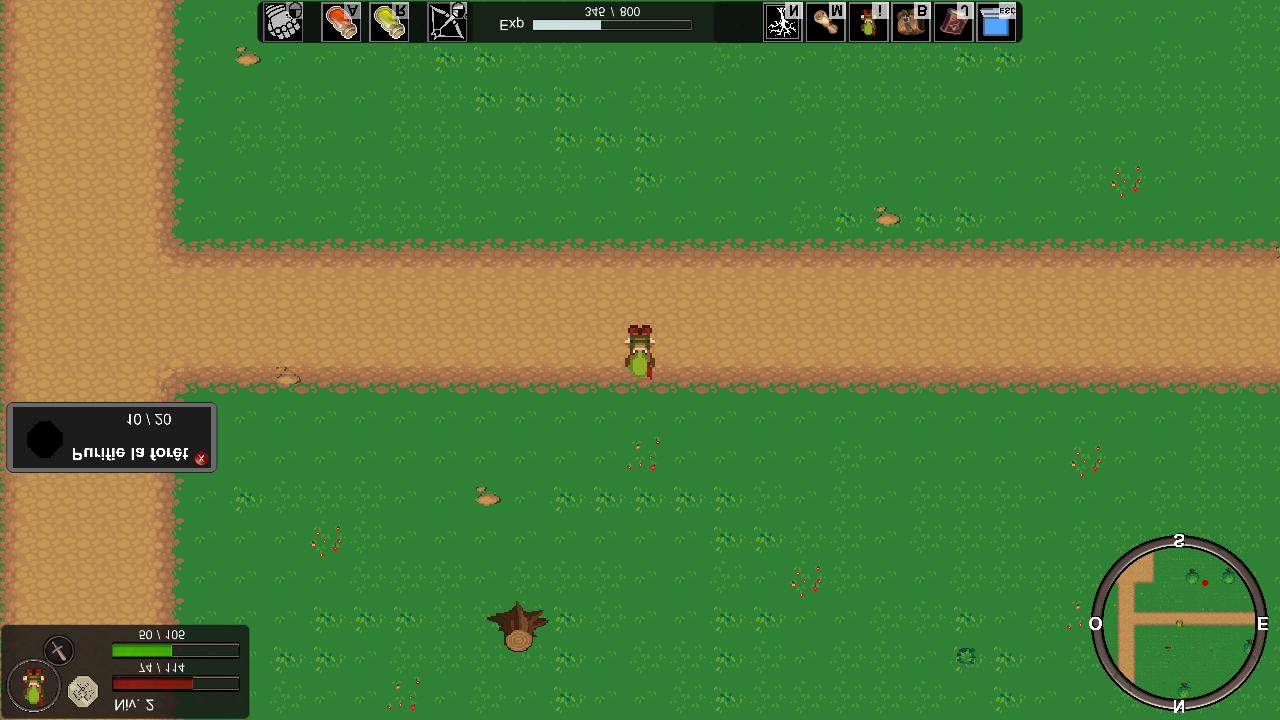 Niv. 2
74 / 114
50 / 105
N
O
E
S
Purifie la forêt
x
10 / 20
Exp
345 / 800
A
R
N
M
I
B
J
ESC